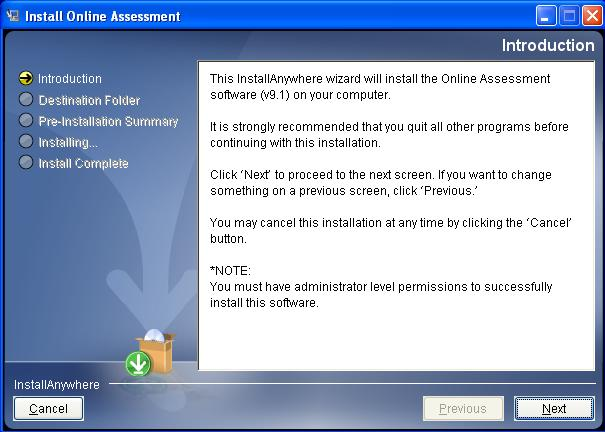 Install Online Assessment
Introduction
Introduction
Destination Folder
Pre-Installation Summary
Installing...
Install Complete
This InstallAnywhere wizard will install the Online Assessment
software (v9.1) on your computer.
It is strongly recommended that you quit all other programs before
continuing with this installation.
Click ‘Next’ to proceed to the next screen. If you want to change
something on a previous screen, click ‘Previous.’
You may cancel this installation at any time by clicking the ‘Cancel’
button.
*NOTE:
You must have administrator level permissions to successfully
install this software.
InstallAnywhere
Cancel
Previous
Next